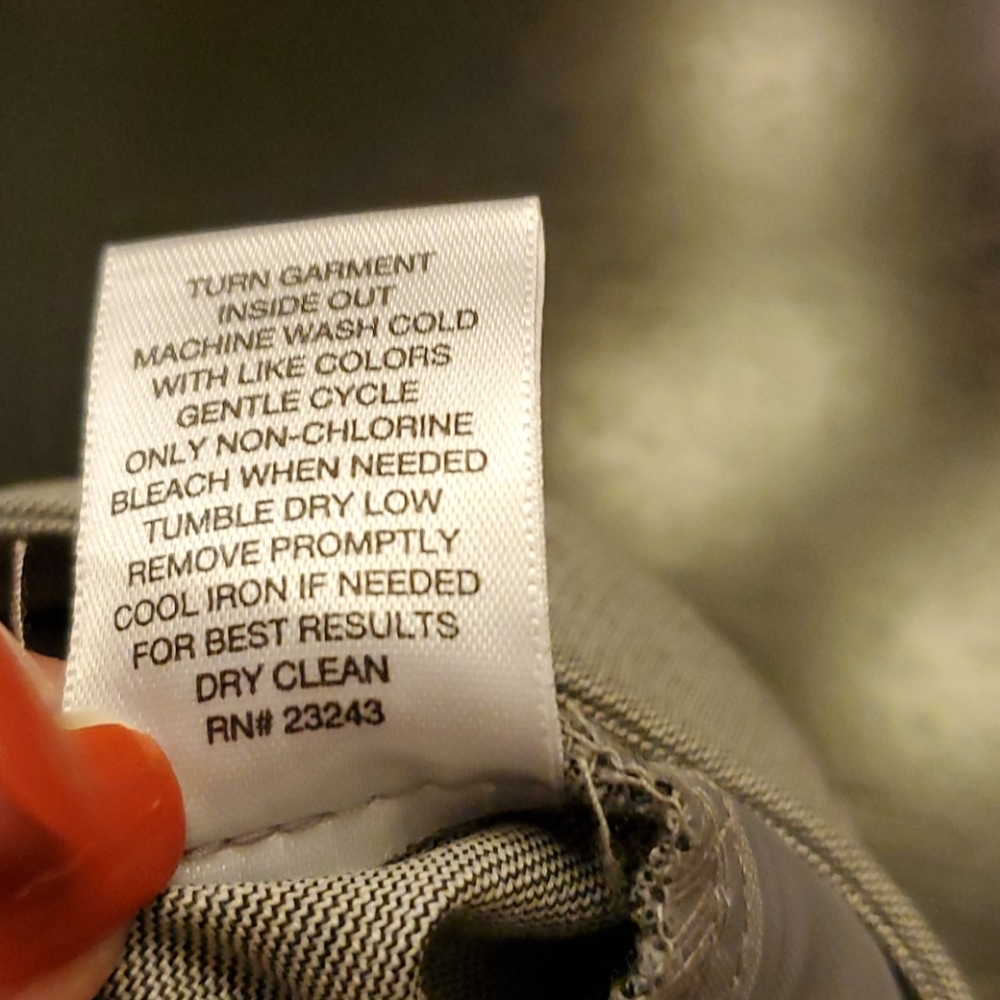 TURN GARMENT
INSIDE OUT
MACHINE WASH COLD
WITH LIKE COLORS
GENTLE CYCLE
ONLY NON-CHLORINE
BLEACH WHEN NEEDED
TUMBLE DRY LOW
REMOVE PROMPTLY
COOL IRON IF NEEDED
FOR BEST RESULTS
DRY CLEAN
RN# 23243